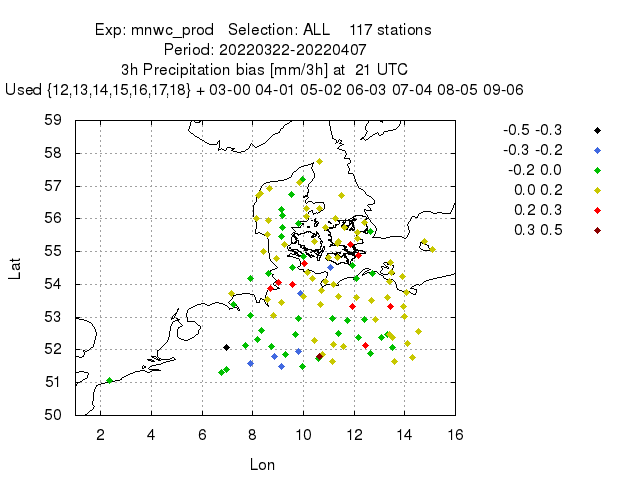 Exp: mnwc_prod Selection: ALL 117 stations
Period: 20220322-20220407
3h Precipitation bias [mm/3h] at 21 UTC
Used {12,13,14,15,16,17,18} + 03-00 04-01 05-02 06-03 07-04 08-05 09-06
59
58
57
56
55
54
53
52
51
50
Lat
2 4 6 8 10 12 14 16
Lon
-0.5 -0.3
-0.3 -0.2
-0.2 0.0
0.0 0.2
0.2 0.3
0.3 0.5